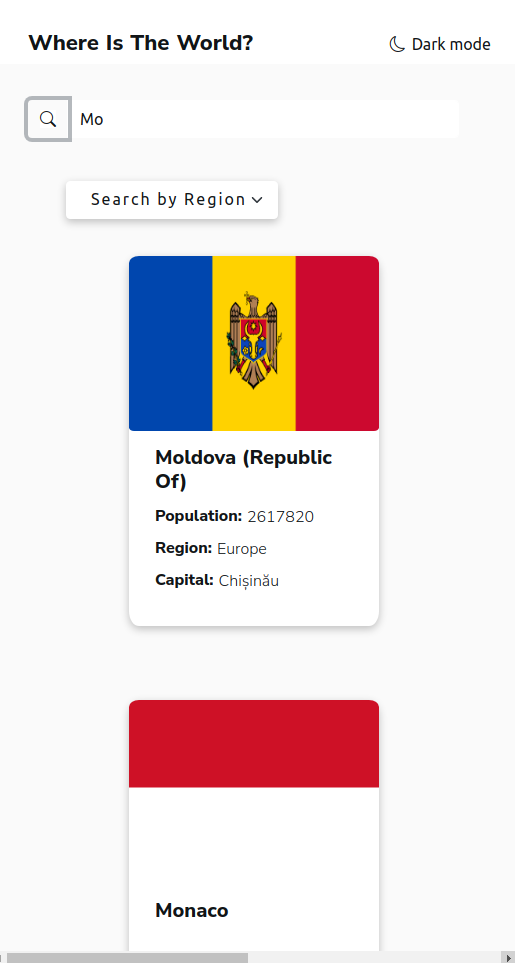 Where Is The World?
Dark mode
Mo
Search by Region
Moldova (Republic
Of)
Population: 2617820
Region: Europe
Capital: Chișinău
Monaco